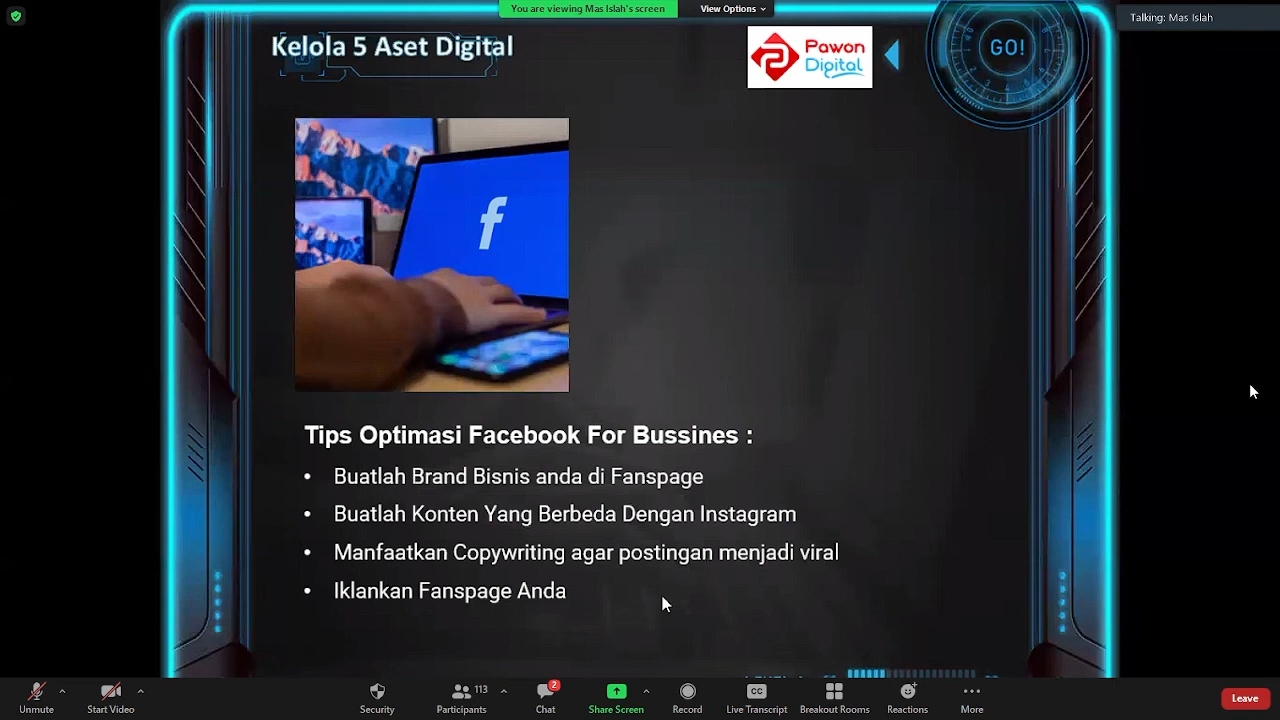 You are viewing Mas Islah's screen
View Options
Talking: Mas Islah
Kelola 5 Aset Digital
Pawon
Digital
GO!
f
Tips Optimasi Facebook For Bussines :
• Buatlah Brand Bisnis anda di Fanspage
• Buatlah Konten Yang Berbeda Dengan Instagram
• Manfaatkan Copywriting agar postingan menjadi viral
• Iklankan Fanspage Anda
Unmute
Start Video
Security
Participants
113
Chat
2
Share Screen
Record
CC
Live Transcript
Breakout Rooms
Reactions
More
Leave